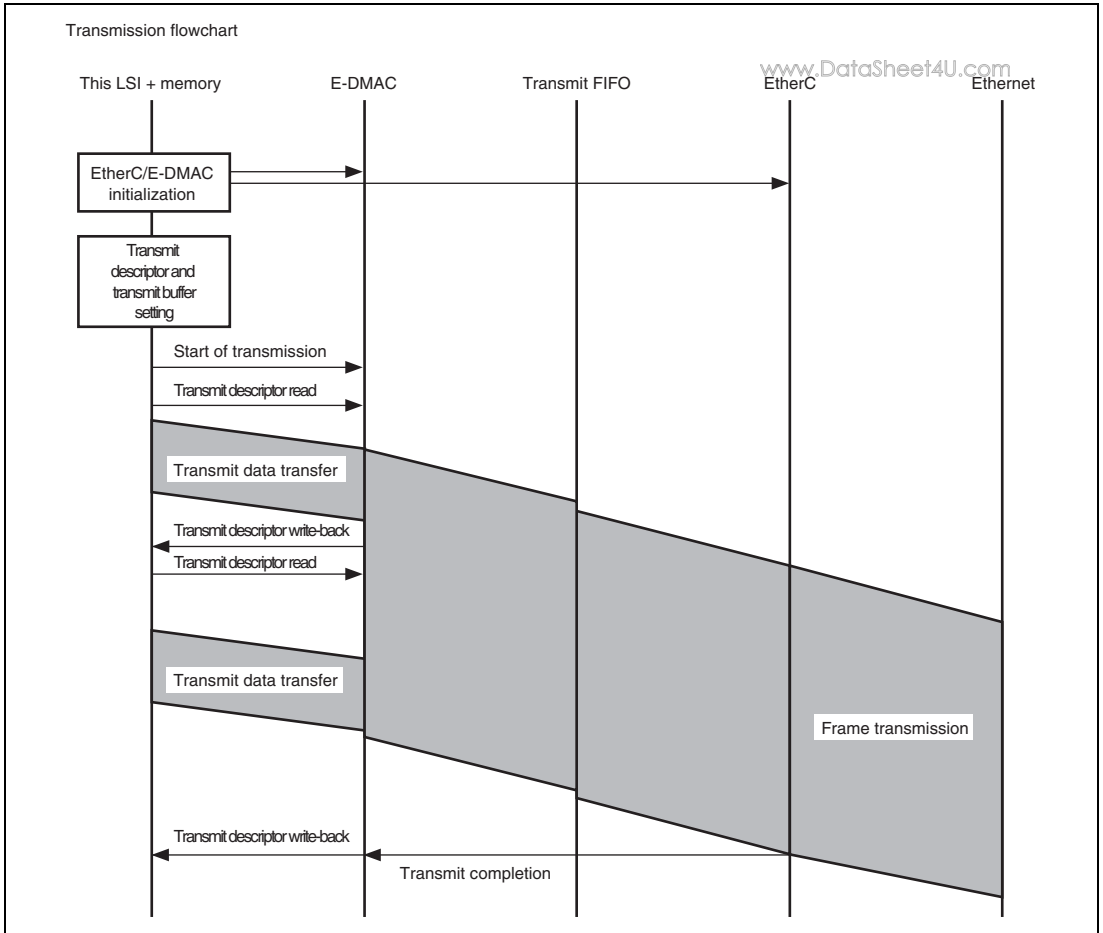 Transmission flowchart
www.DataSheet4U.com
This LSI + memory
E-DMAC
Transmit FIFO
EtherC
Ethernet
EtherC/E-DMAC
initialization
Transmit
descriptor and
transmit buffer
setting
Start of transmission
Transmit descriptor read
Transmit data transfer
Transmit descriptor write-back
Transmit descriptor read
Transmit data transfer
Frame transmission
Transmit descriptor write-back
Transmit completion